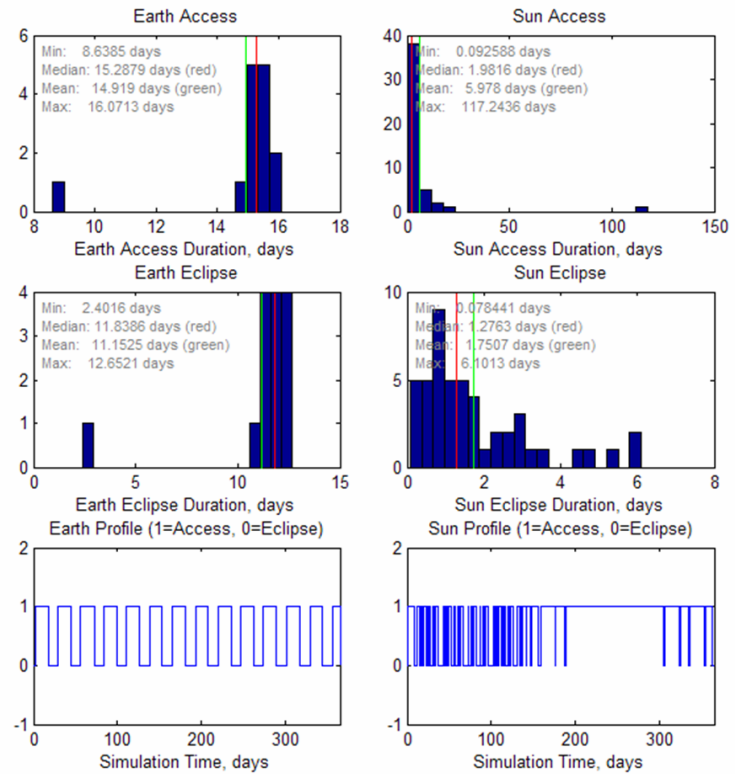 Earth Access
6
4
2
0
Min: 8.6385 days
Median: 15.2879 days (red)
Mean: 14.919 days (green)
Max: 16.0713 days
8 10 12 14 16 18
Earth Access Duration, days
Sun Access
40
30
20
10
0
Min: 0.092588 days
Median: 1.9816 days (red)
Mean: 5.978 days (green)
Max: 117.2436 days
0 50 100 150
Sun Access Duration, days
Earth Eclipse
4
3
2
1
0
Min: 2.4016 days
Median: 11.8386 days (red)
Mean: 11.1525 days (green)
Max: 12.6521 days
0 5 10 15
Earth Eclipse Duration, days
Sun Eclipse
10
5
0
Min: 0.078441 days
Median: 1.2763 days (red)
Mean: 1.7507 days (green)
Max: 6.1013 days
0 2 4 6 8
Sun Eclipse Duration, days
Earth Profile (1=Access, 0=Eclipse)
2
1
0
-1
0 100 200 300
Simulation Time, days
Sun Profile (1=Access, 0=Eclipse)
2
1
0
-1
0 100 200 300
Simulation Time, days